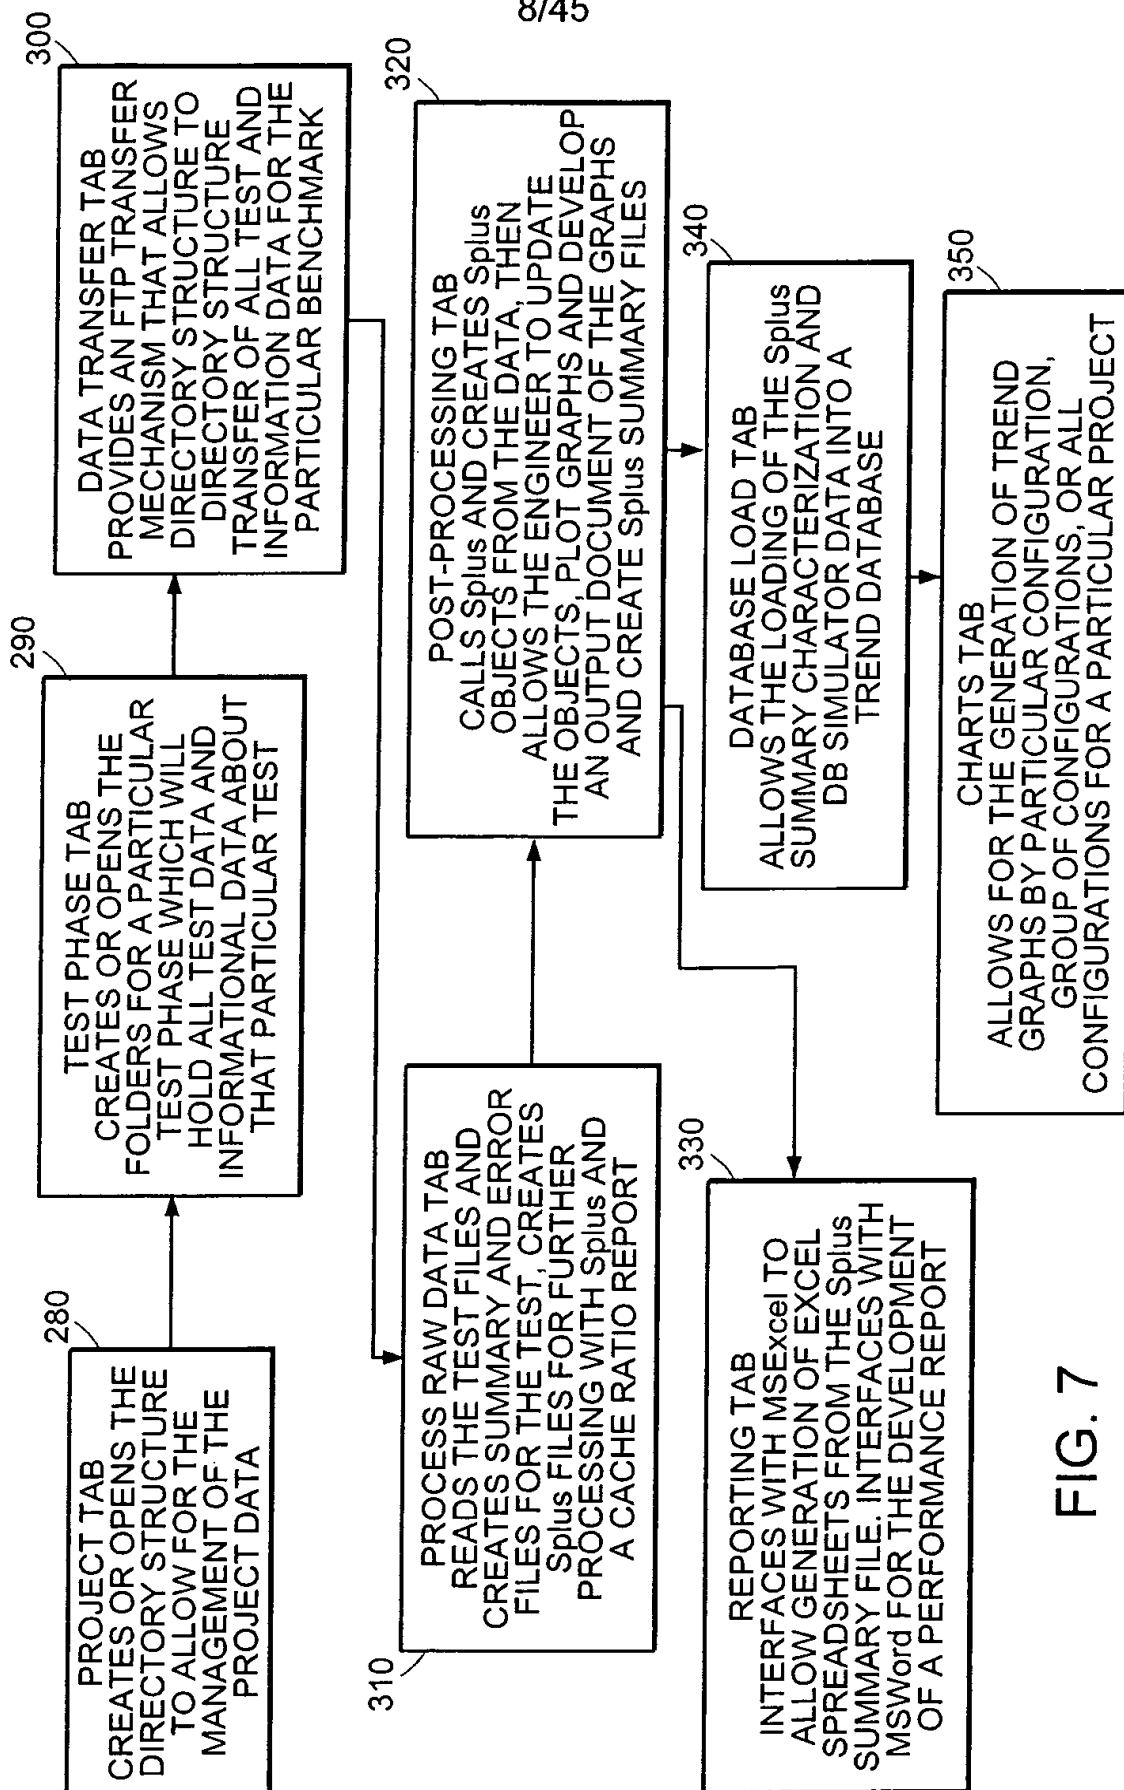 8/45
280
PROJECT TAB
CREATES OR OPENS THE
DIRECTORY STRUCTURE
TO ALLOW FOR THE
MANAGEMENT OF THE
PROJECT DATA
290
TEST PHASE TAB
CREATES OR OPENS THE
FOLDERS FOR A PARTICULAR
TEST PHASE WHICH WILL
HOLD ALL TEST DATA AND
INFORMATIONAL DATA ABOUT
THAT PARTICULAR TEST
300
DATA TRANSFER TAB
PROVIDES AN FTP TRANSFER
MECHANISM THAT ALLOWS
DIRECTORY STRUCTURE TO
DIRECTORY STRUCTURE
TRANSFER OF ALL TEST AND
INFORMATION DATA FOR THE
PARTICULAR BENCHMARK
310
PROCESS RAW DATA TAB
READS THE TEST FILES AND
CREATES SUMMARY AND ERROR
FILES FOR THE TEST, CREATES
Splus FILES FOR FURTHER
PROCESSING WITH Splus AND
A CACHE RATIO REPORT
320
POST-PROCESSING TAB
CALLS Splus AND CREATES Splus
OBJECTS FROM THE DATA, THEN
ALLOWS THE ENGINEER TO UPDATE
THE OBJECTS, PLOT GRAPHS AND DEVELOP
AN OUTPUT DOCUMENT OF THE GRAPHS
AND CREATE Splus SUMMARY FILES
330
REPORTING TAB
INTERFACES WITH MSExcel TO
ALLOW GENERATION OF EXCEL
SPREADSHEETS FROM THE Splus
SUMMARY FILE. INTERFACES WITH
MSWord FOR THE DEVELOPMENT
OF A PERFORMANCE REPORT
340
DATABASE LOAD TAB
ALLOWS THE LOADING OF THE Splus
SUMMARY CHARACTERIZATION AND
DB SIMULATOR DATA INTO A
TREND DATABASE
350
CHARTS TAB
ALLOWS FOR THE GENERATION OF TREND
GRAPHS BY PARTICULAR CONFIGURATION,
GROUP OF CONFIGURATIONS, OR ALL
CONFIGURATIONS FOR A PARTICULAR PROJECT
FIG. 7